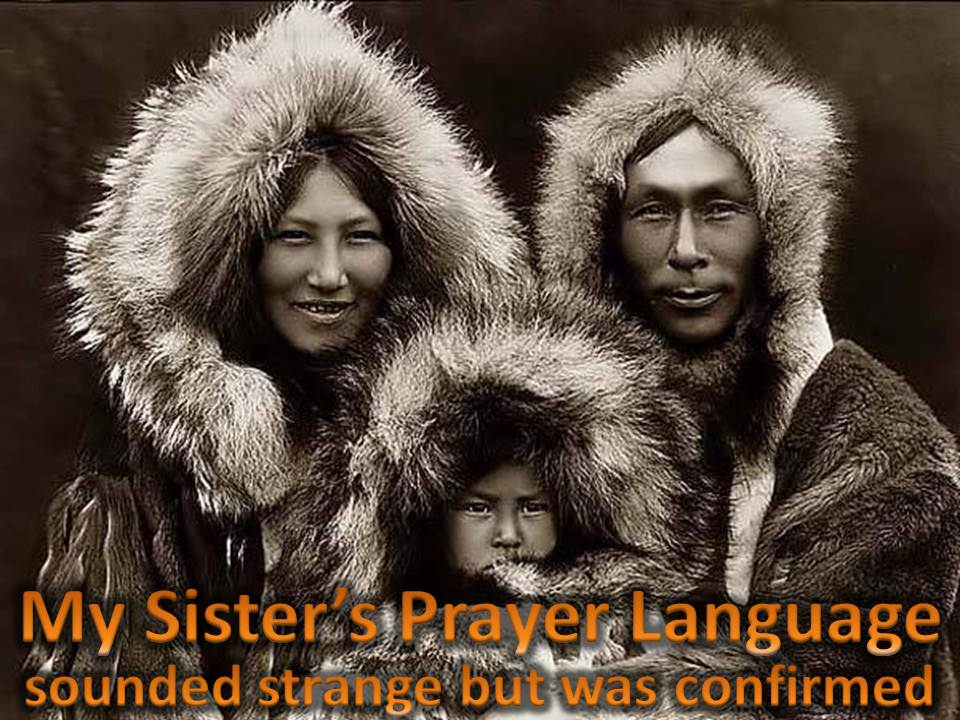 My Sister’s Prayer Language
sounded strange but was confirmed